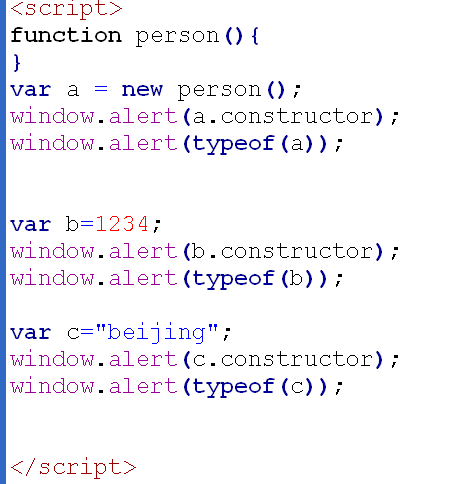 <script>
function person(){
}
var a = new person();
window.alert(a.constructor);
window.alert(typeof(a));
var b=1234;
window.alert(b.constructor);
window.alert(typeof(b));
var c="beijing";
window.alert(c.constructor);
window.alert(typeof(c));
</script>